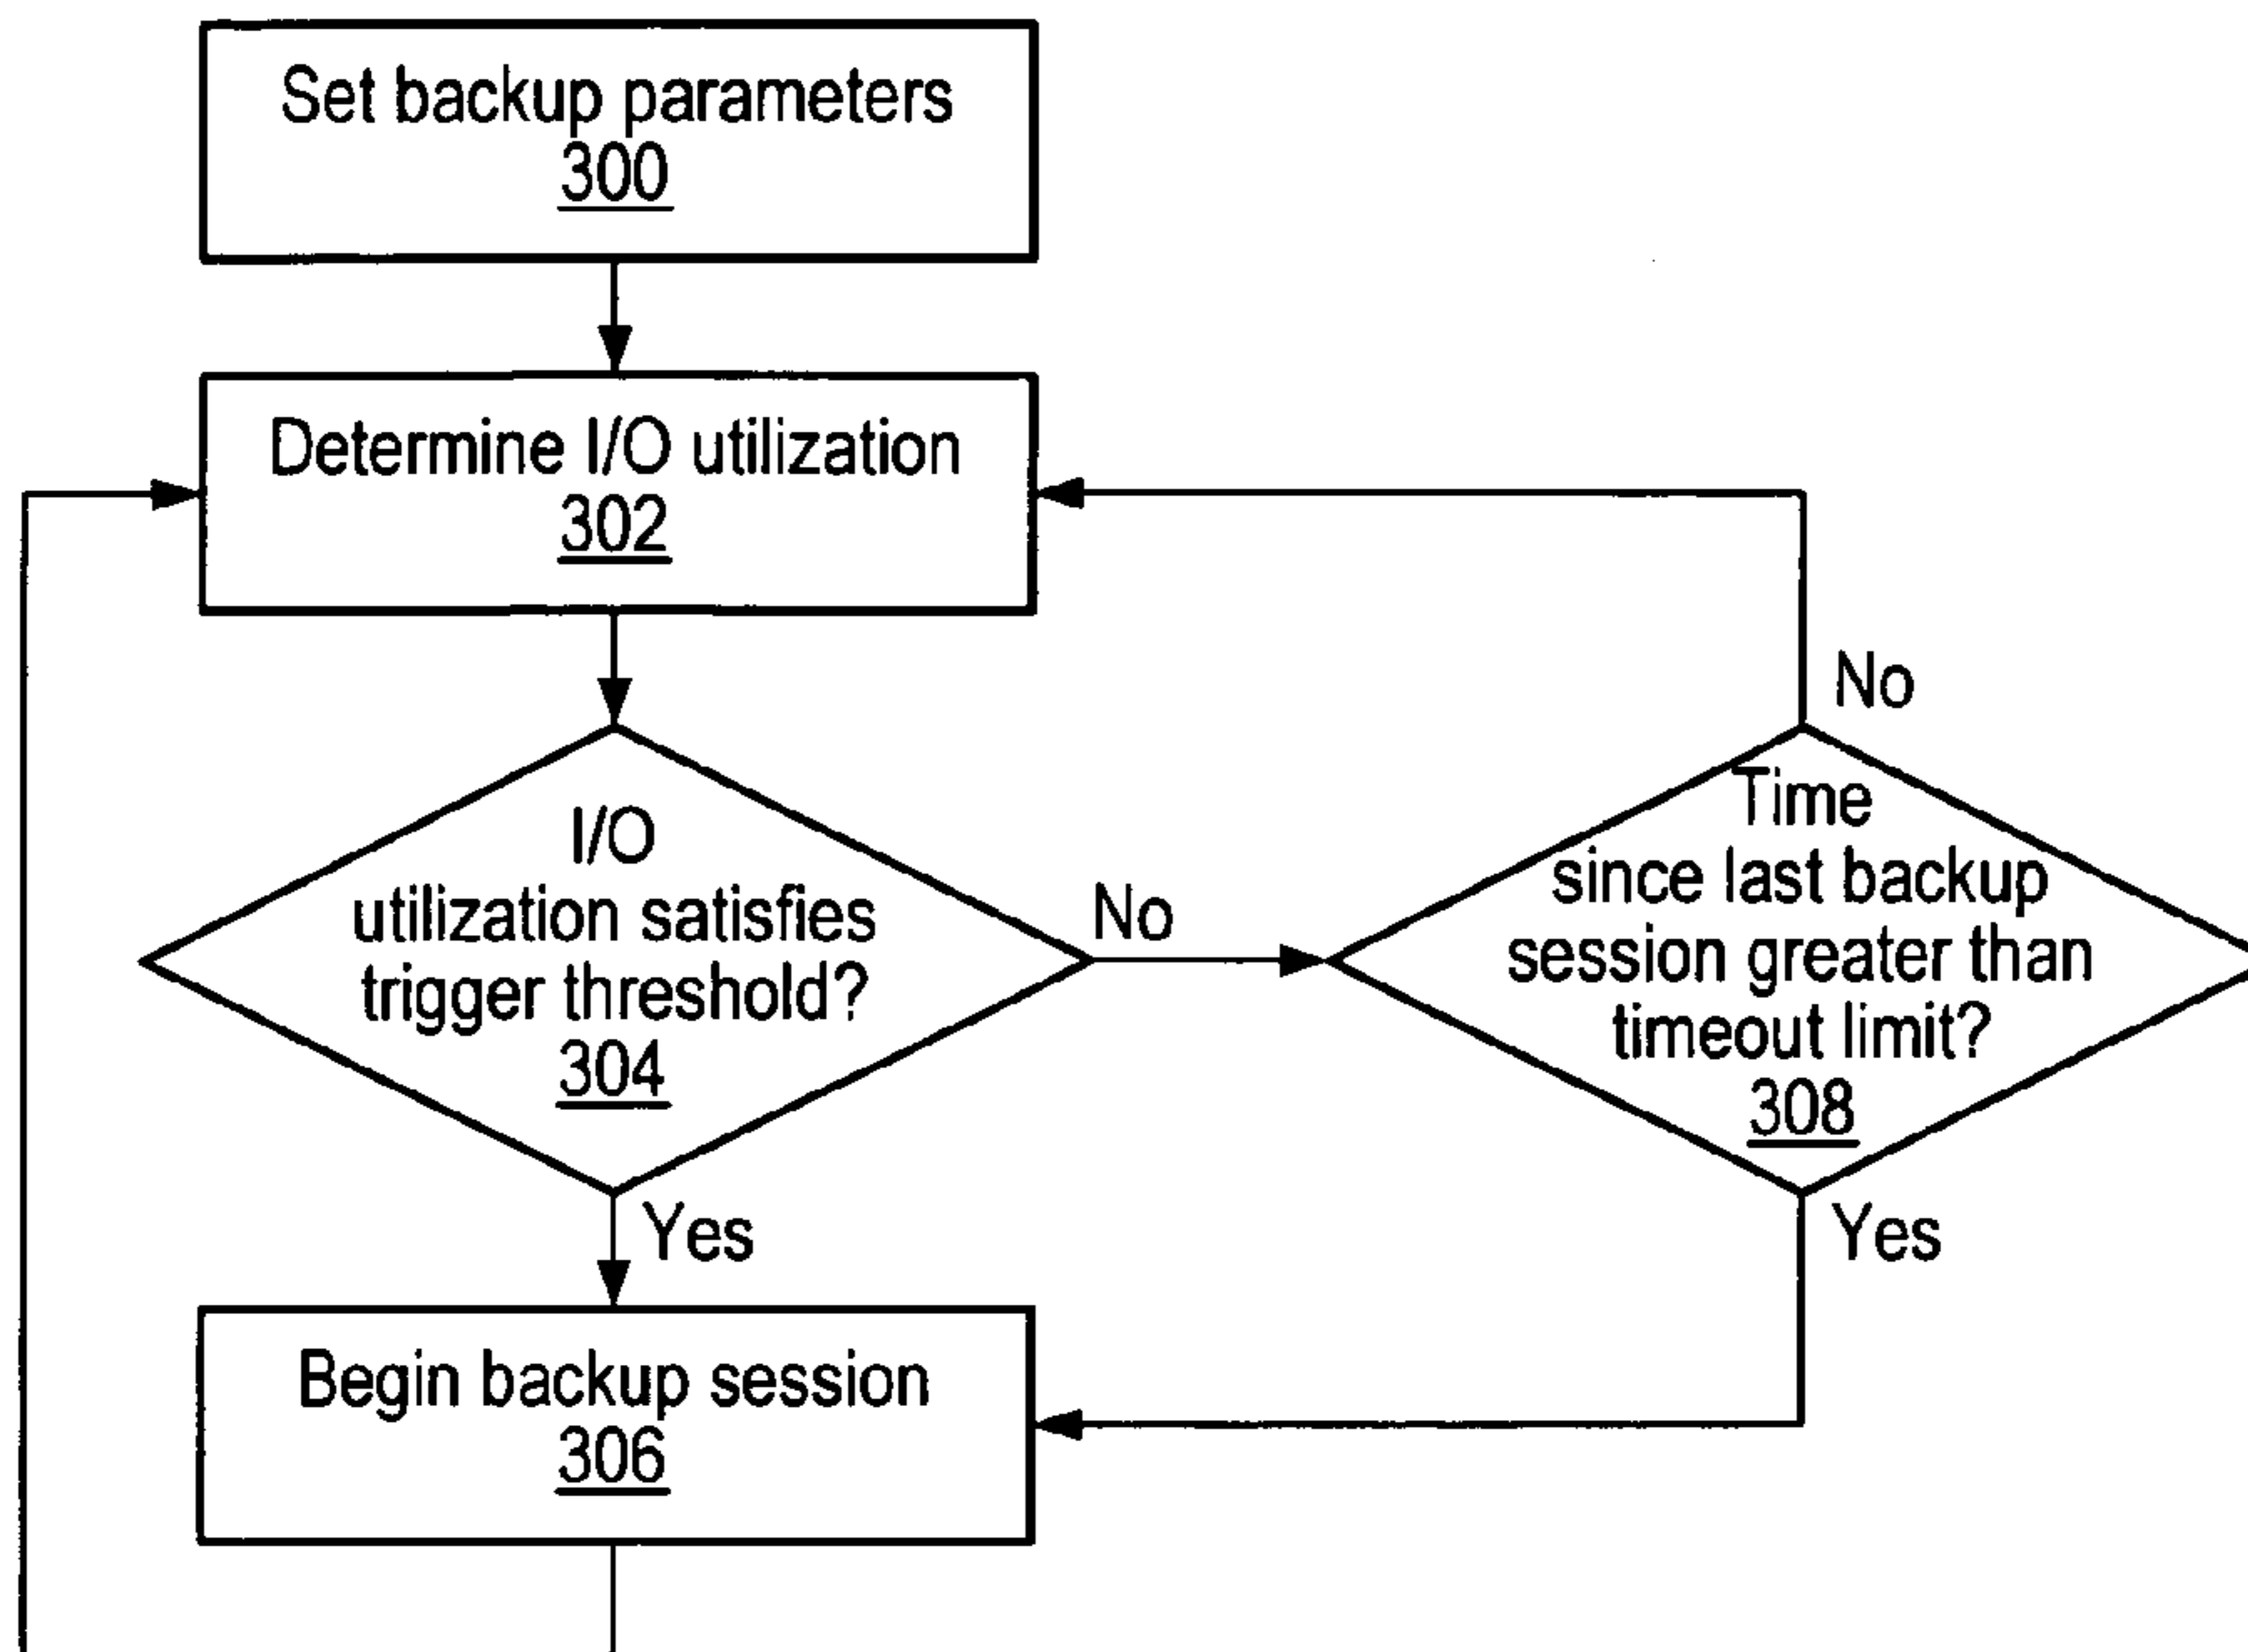 Set backup parameters
300
Determine I/O utilization
302
No
I/O
utilization satisfies
trigger threshold?
304
No
Time
since last backup
session greater than
timeout limit?
308
Yes
Yes
Begin backup session
306